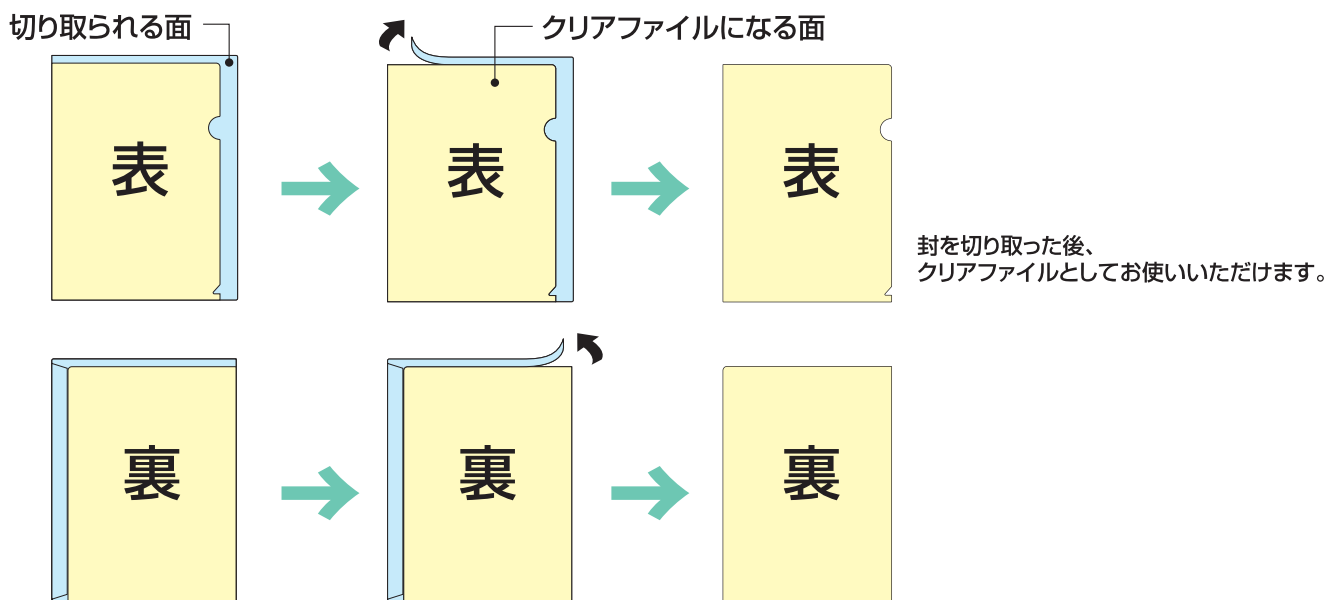 切り取られる面
クリアファイルになる面
表
表
表
封を切り取った後、
クリアファイルとしてお使いいただけます。
裏
裏
裏